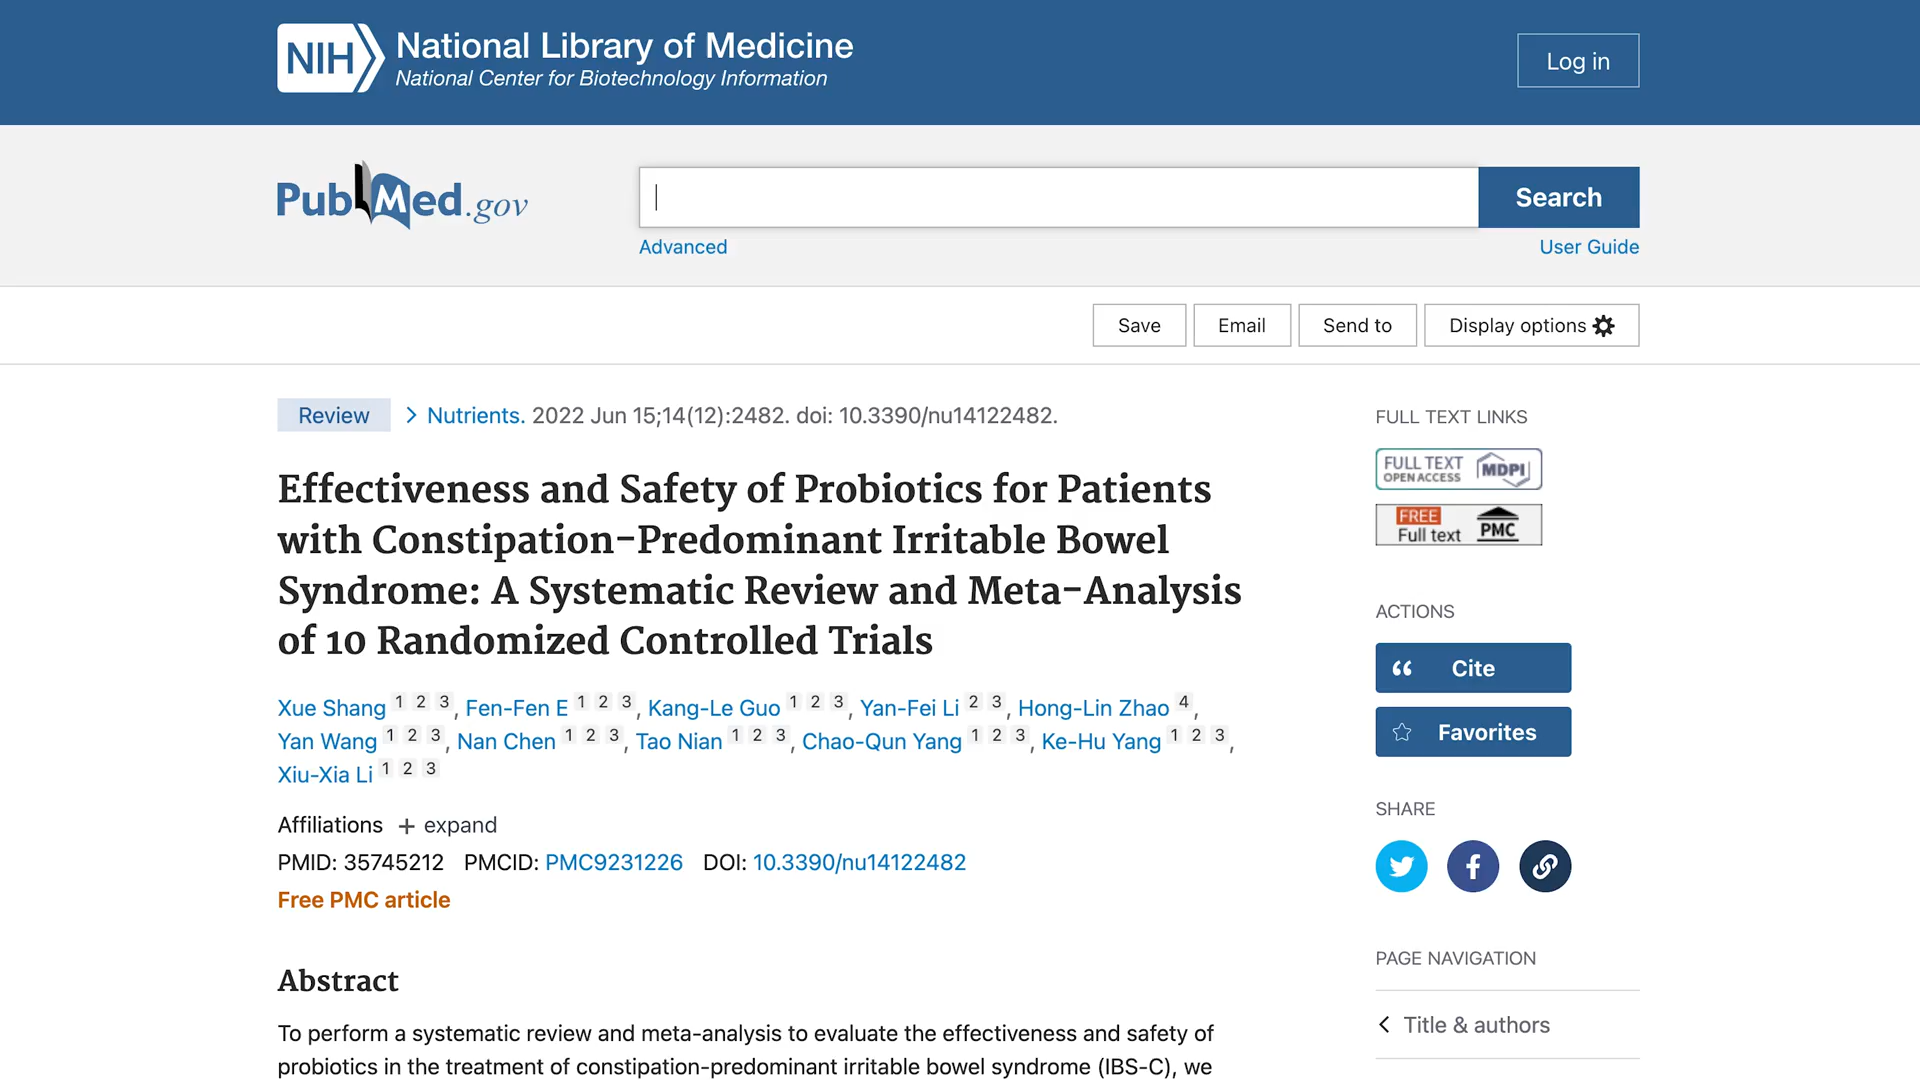 NIH National Library of Medicine
National Center for Biotechnology Information
Log in
PubMed.gov
Search
Advanced
User Guide
Save
Email
Send to
Display options
Review
Nutrients. 2022 Jun 15;14(12):2482. doi: 10.3390/nu14122482.
Effectiveness and Safety of Probiotics for Patients
with Constipation-Predominant Irritable Bowel
Syndrome: A Systematic Review and Meta-Analysis
of 10 Randomized Controlled Trials
Xue Shang 1 2 3, Fen-Fen E 1 2 3, Kang-Le Guo 1 2 3, Yan-Fei Li 2 3, Hong-Lin Zhao 4,
Yan Wang 1 2 3, Nan Chen 1 2 3, Tao Nian 1 2 3, Chao-Qun Yang 1 2 3, Ke-Hu Yang 1 2 3,
Xiu-Xia Li 1 2 3
Affiliations + expand
PMID: 35745212 PMCID: PMC9231226 DOI: 10.3390/nu14122482
Free PMC article
Abstract
To perform a systematic review and meta-analysis to evaluate the effectiveness and safety of
probiotics in the treatment of constipation-predominant irritable bowel syndrome (IBS-C), we
FULL TEXT LINKS
FULL TEXT
OPEN ACCESS
MDPI
FREE
Full text
PMC
ACTIONS
Cite
Favorites
SHARE
PAGE NAVIGATION
Title & authors